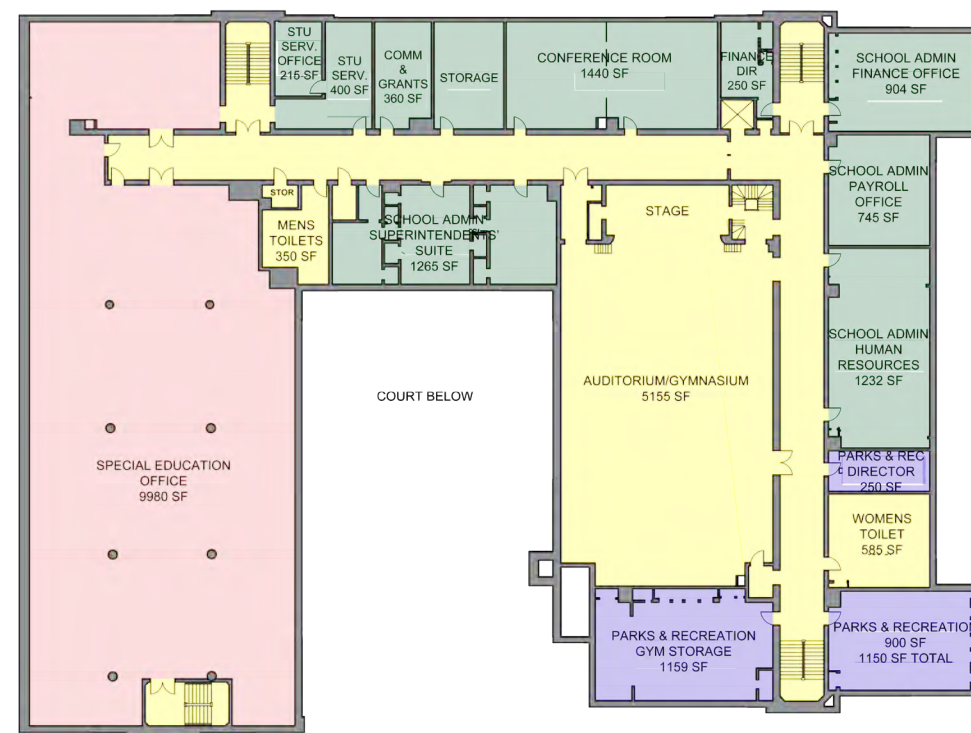 STU
SERV.
OFFICE
215 SF
STU
SERV.
400 SF
COMM
&
GRANTS
360 SF
STORAGE
CONFERENCE ROOM
1440 SF
FINANCE
DIR
250 SF
SCHOOL ADMIN
FINANCE OFFICE
904 SF
SCHOOL ADMIN
PAYROLL
OFFICE
745 SF
STOR
MENS
TOILETS
350 SF
SCHOOL ADMIN
SUPERINTENDENTS'
SUITE
1265 SF
STAGE
SCHOOL ADMIN
HUMAN
RESOURCES
1232 SF
AUDITORIUM/GYMNASIUM
5155 SF
COURT BELOW
SPECIAL EDUCATION
OFFICE
9980 SF
PARKS & REC
DIRECTOR
250 SF
WOMENS
TOILET
585 SF
PARKS & RECREATION
GYM STORAGE
1159 SF
PARKS & RECREATION
900 SF
1150 SF TOTAL